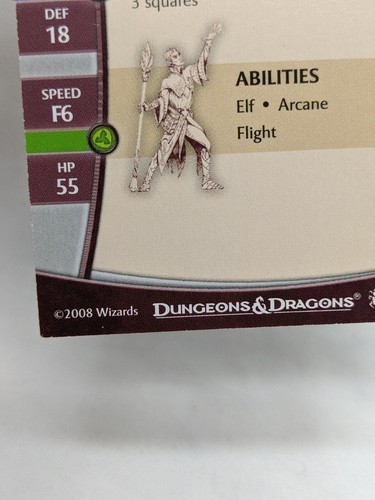 3 squares
DEF
18
SPEED
F6
HP
55
ABILITIES
Elf • Arcane
Flight
©2008 Wizards DUNGEONS & DRAGONS®